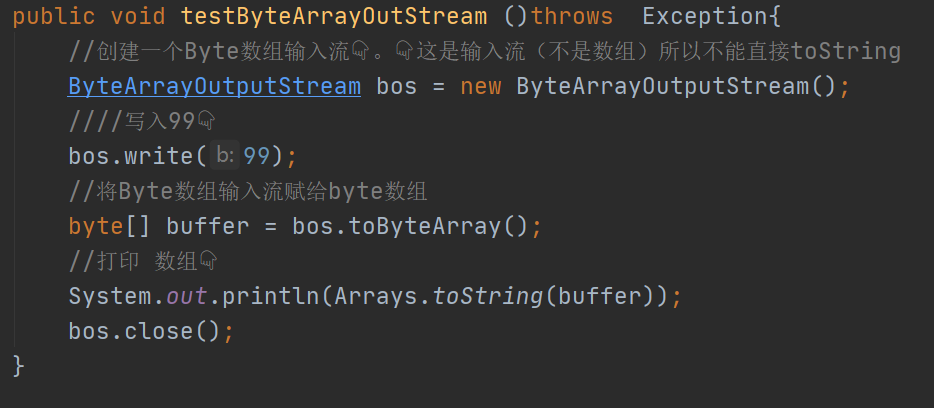 public void testByteArrayOutStream ()throws  Exception{
//创建一个Byte数组输入流👇。👇这是输入流（不是数组）所以不能直接toString
ByteArrayOutputStream bos = new ByteArrayOutputStream();
////写入99👇
bos.write( b: 99);
//将Byte数组输入流赋给byte数组
byte[] buffer = bos.toByteArray();
//打印 数组👇
System.out.println(Arrays.toString(buffer));
bos.close();
}